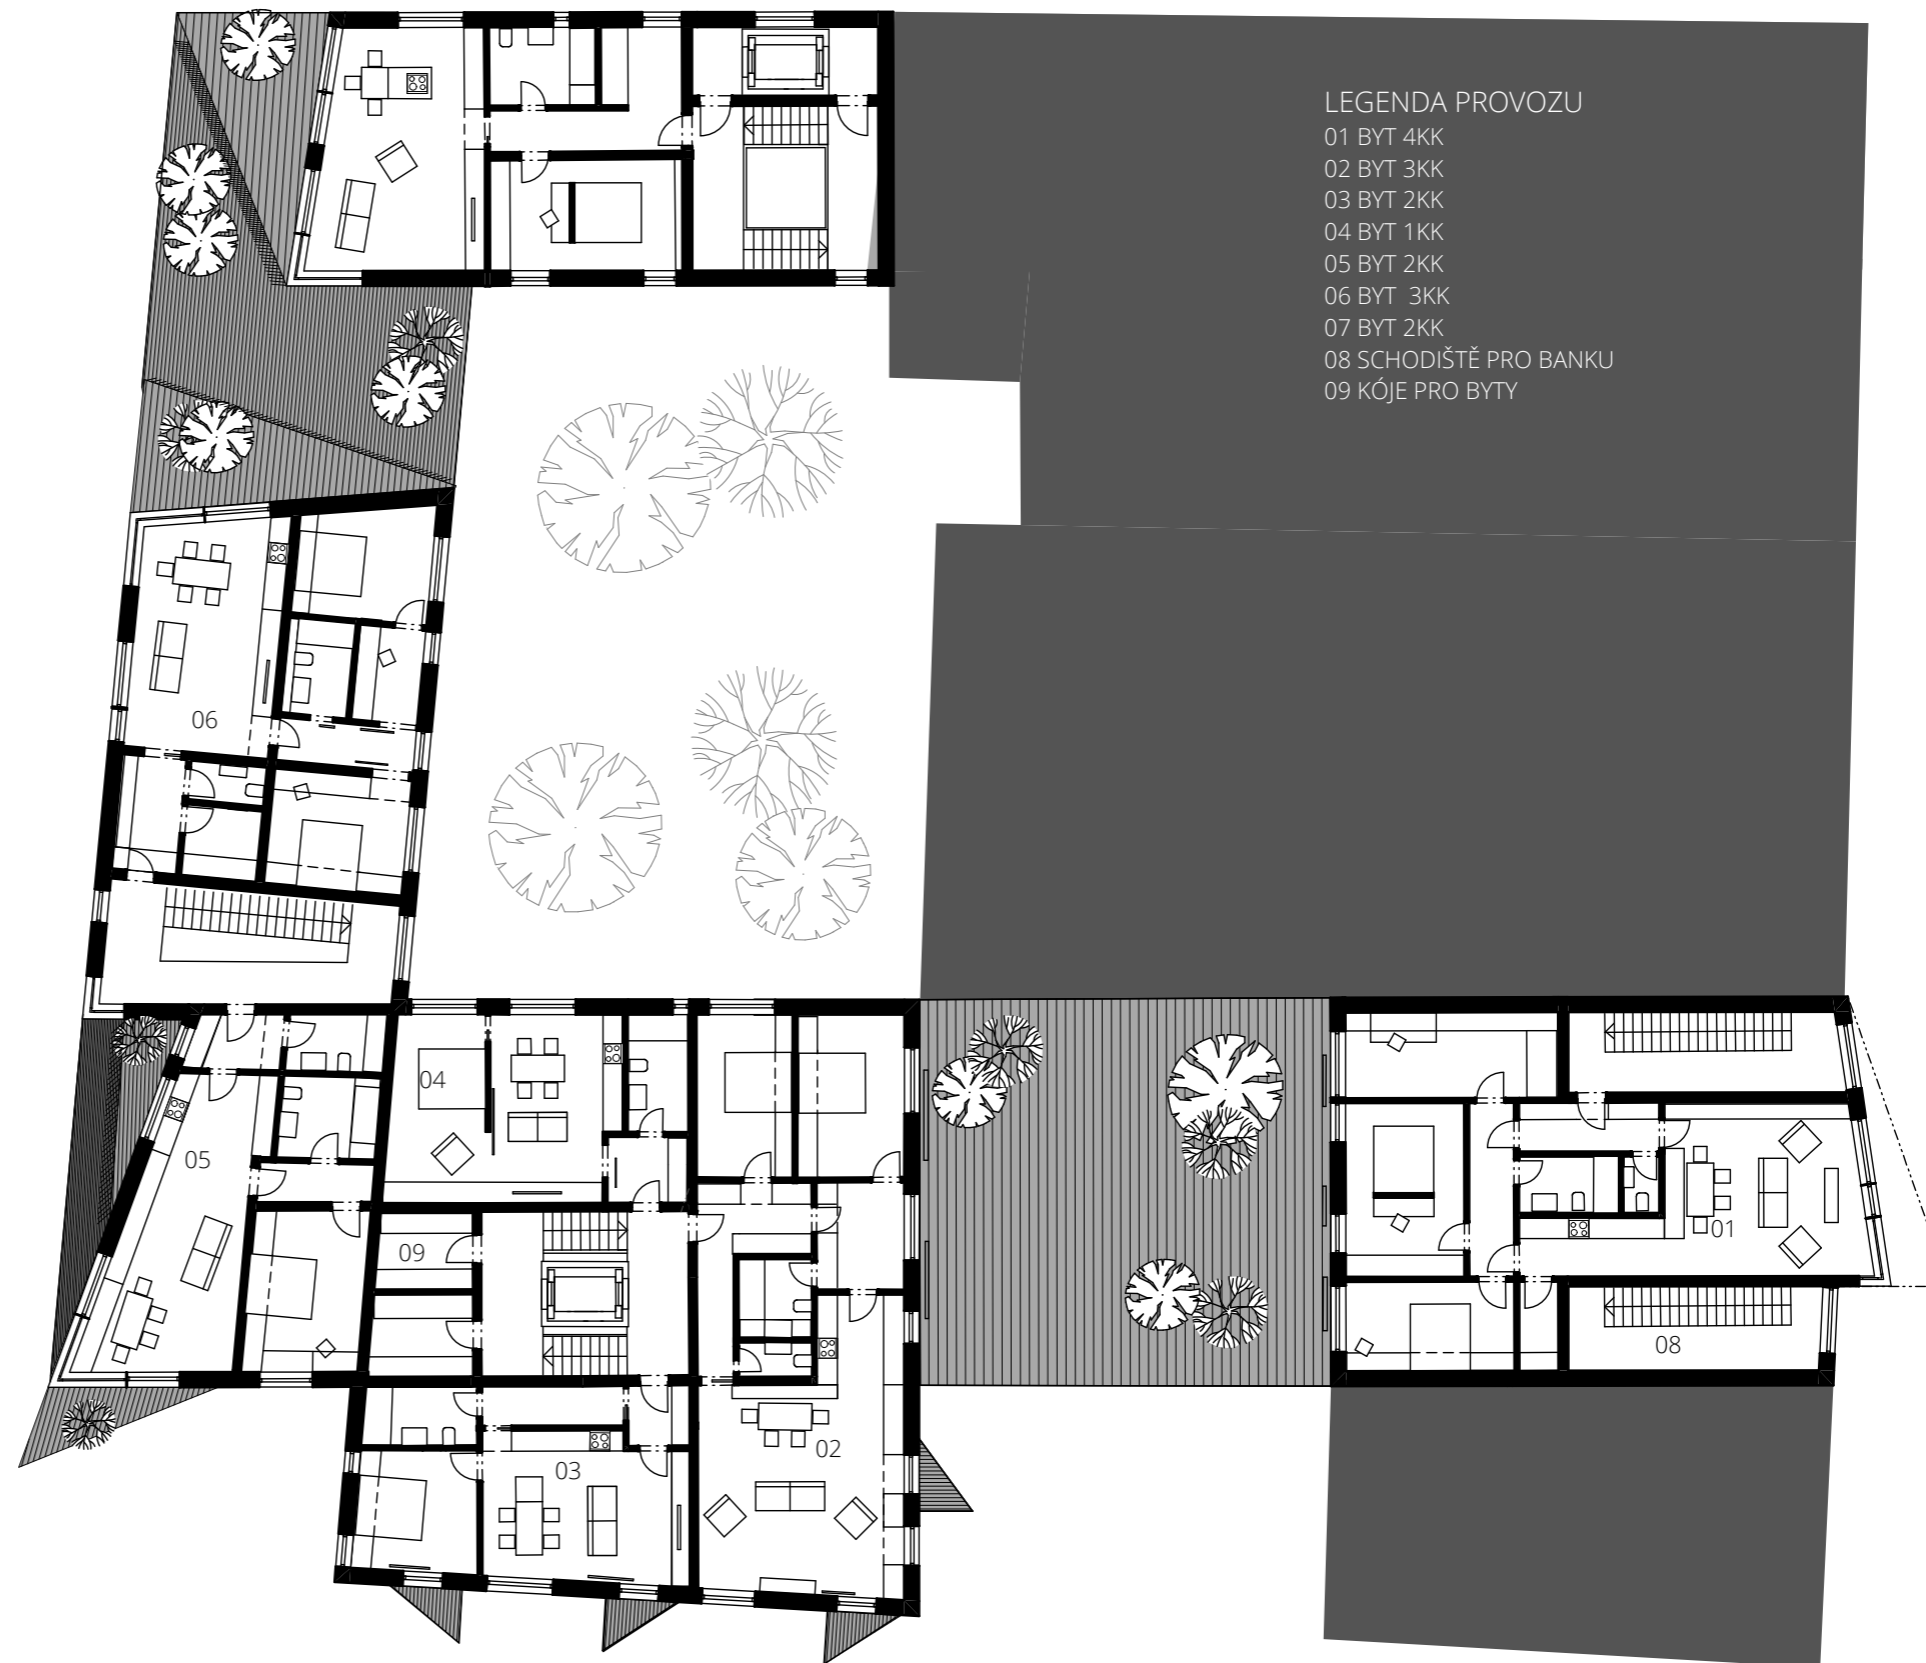 LEGENDA PROVOZU
01 BYT 4KK
02 BYT 3KK
03 BYT 2KK
04 BYT 1KK
05 BYT 2KK
06 BYT  3KK
07 BYT 2KK
08 SCHODIŠTĚ PRO BANKU
09 KÓJE PRO BYTY
06
04
05
09
01
08
02
03